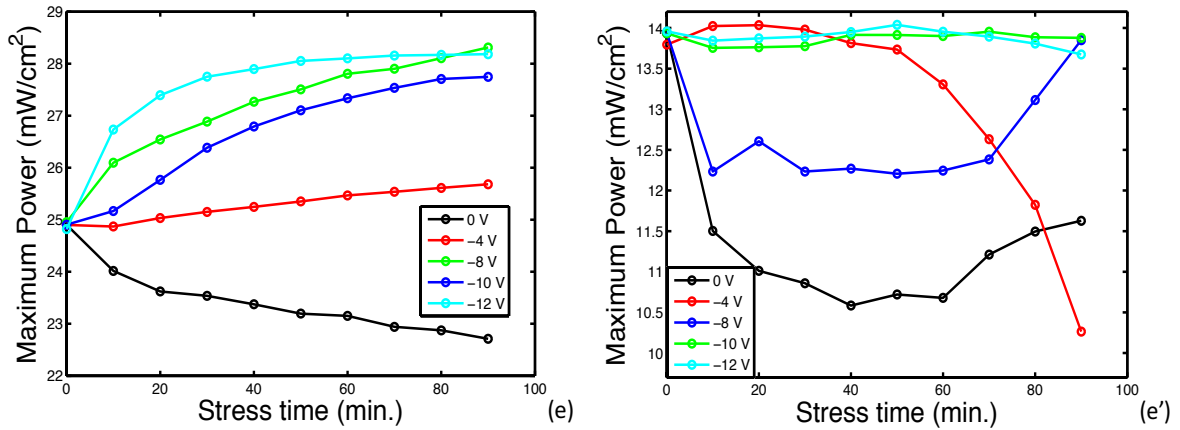 29
28
27
26
25
24
23
22
Maximum Power (mW/cm²)
0 V
−4 V
−8 V
−10 V
−12 V
0 20 40 60 80 100
Stress time (min.)
(e)
14
13.5
13
12.5
12
11.5
11
10.5
10
Maximum Power (mW/cm²)
0 V
−4 V
−8 V
−10 V
−12 V
0 20 40 60 80 100
Stress time (min.)
(e’)